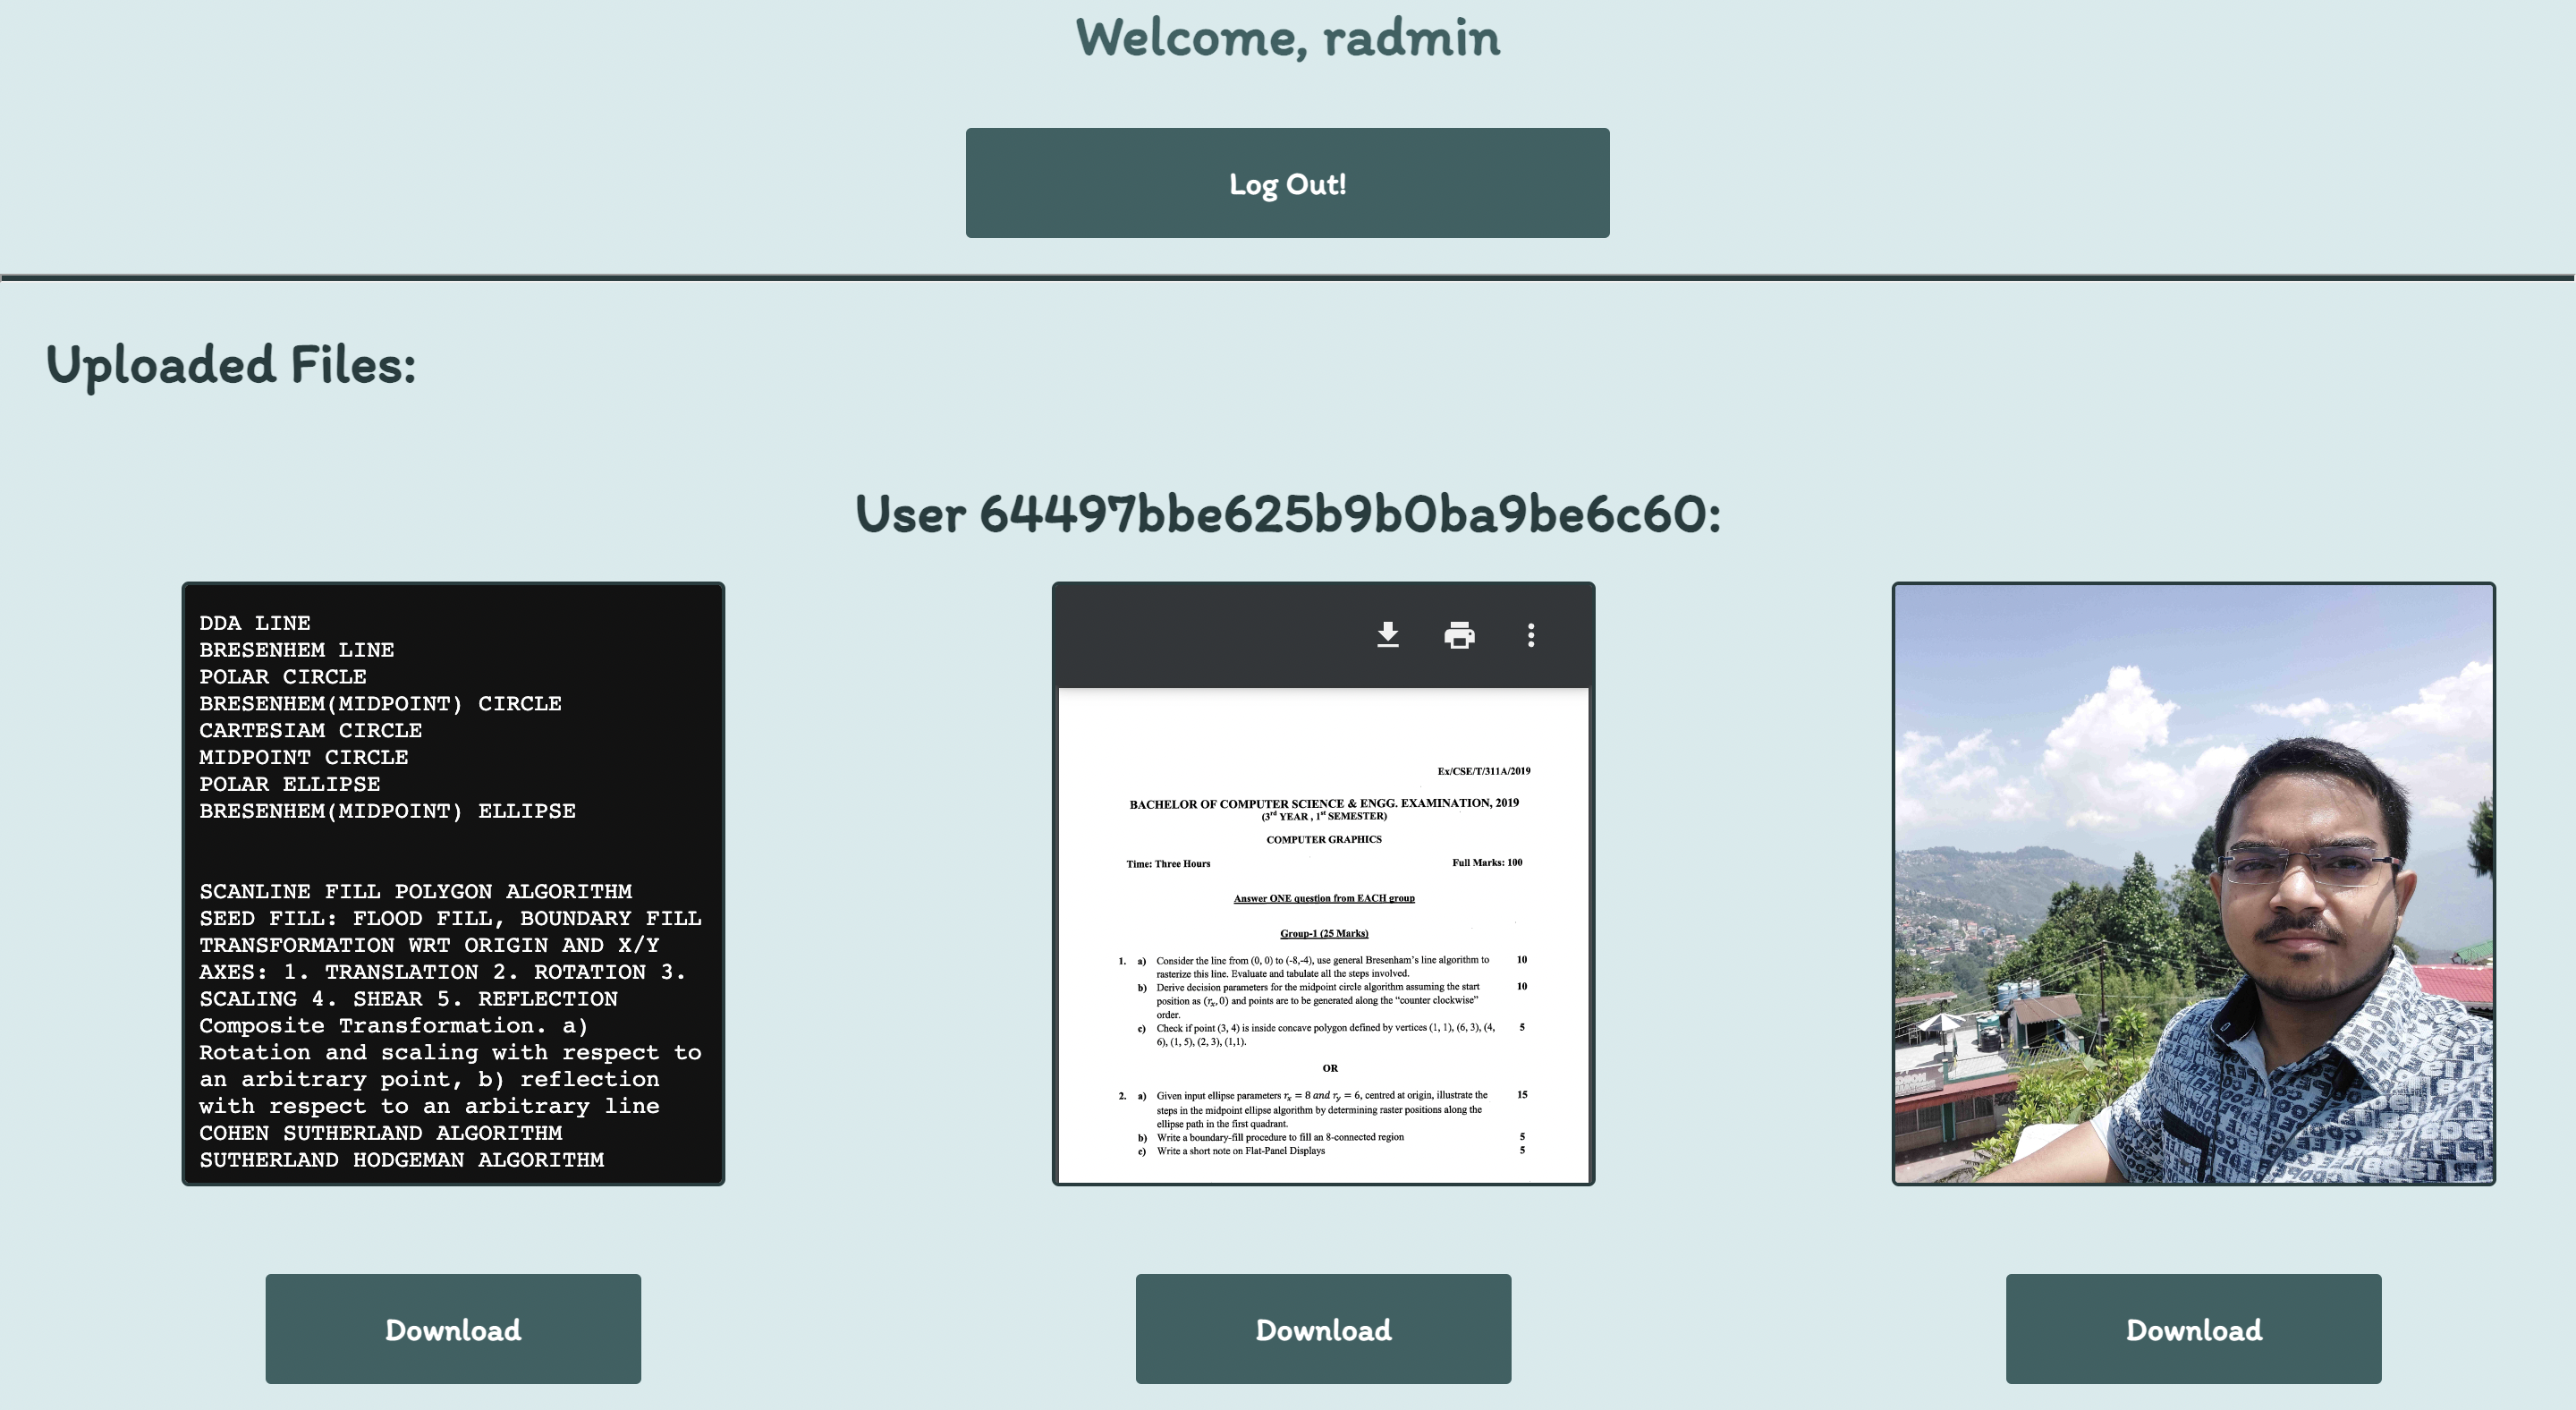 Welcome, radmin
Log Out!
Uploaded Files:
User 64497bbe625b9b0ba9be6c60:
DDA LINE
BRESENHEM LINE
POLAR CIRCLE
BRESENHEM(MIDPOINT) CIRCLE
CARTESIAM CIRCLE
MIDPOINT CIRCLE
POLAR ELLIPSE
BRESENHEM(MIDPOINT) ELLIPSE
SCANLINE FILL POLYGON ALGORITHM
SEED FILL: FLOOD FILL, BOUNDARY FILL
TRANSFORMATION WRT ORIGIN AND X/Y
AXES: 1. TRANSLATION 2. ROTATION 3.
SCALING 4. SHEAR 5. REFLECTION
Composite Transformation. a)
Rotation and scaling with respect to
an arbitrary point, b) reflection
with respect to an arbitrary line
COHEN SUTHERLAND ALGORITHM
SUTHERLAND HODGEMAN ALGORITHM
Ex/CSE/T/311A/2019
BACHELOR OF COMPUTER SCIENCE & ENGG. EXAMINATION, 2019
(3rd YEAR , 1st SEMESTER)
COMPUTER GRAPHICS
Time: Three Hours Full Marks: 100
Answer ONE question from EACH group
Group-1 (25 Marks)
1. a) Consider the line from (0, 0) to (-8,-4), use general Bresenham's line algorithm to 10
rasterize this line. Evaluate and tabulate all the steps involved.
b) Derive decision parameters for the midpoint circle algorithm assuming the start 10
position as (rx, 0) and points are to be generated along the "counter clockwise"
order.
c) Check if point (3, 4) is inside concave polygon defined by vertices (1, 1), (6, 3), (4, 5
6), (1, 5), (2, 3), (1,1).
OR
2. a) Given input ellipse parameters rx = 8 and ry = 6, centred at origin, illustrate the 15
steps in the midpoint ellipse algorithm by determining raster positions along the
ellipse path in the first quadrant.
b) Write a boundary-fill procedure to fill an 8-connected region 5
c) Write a short note on Flat-Panel Displays 5
Download
Download
Download